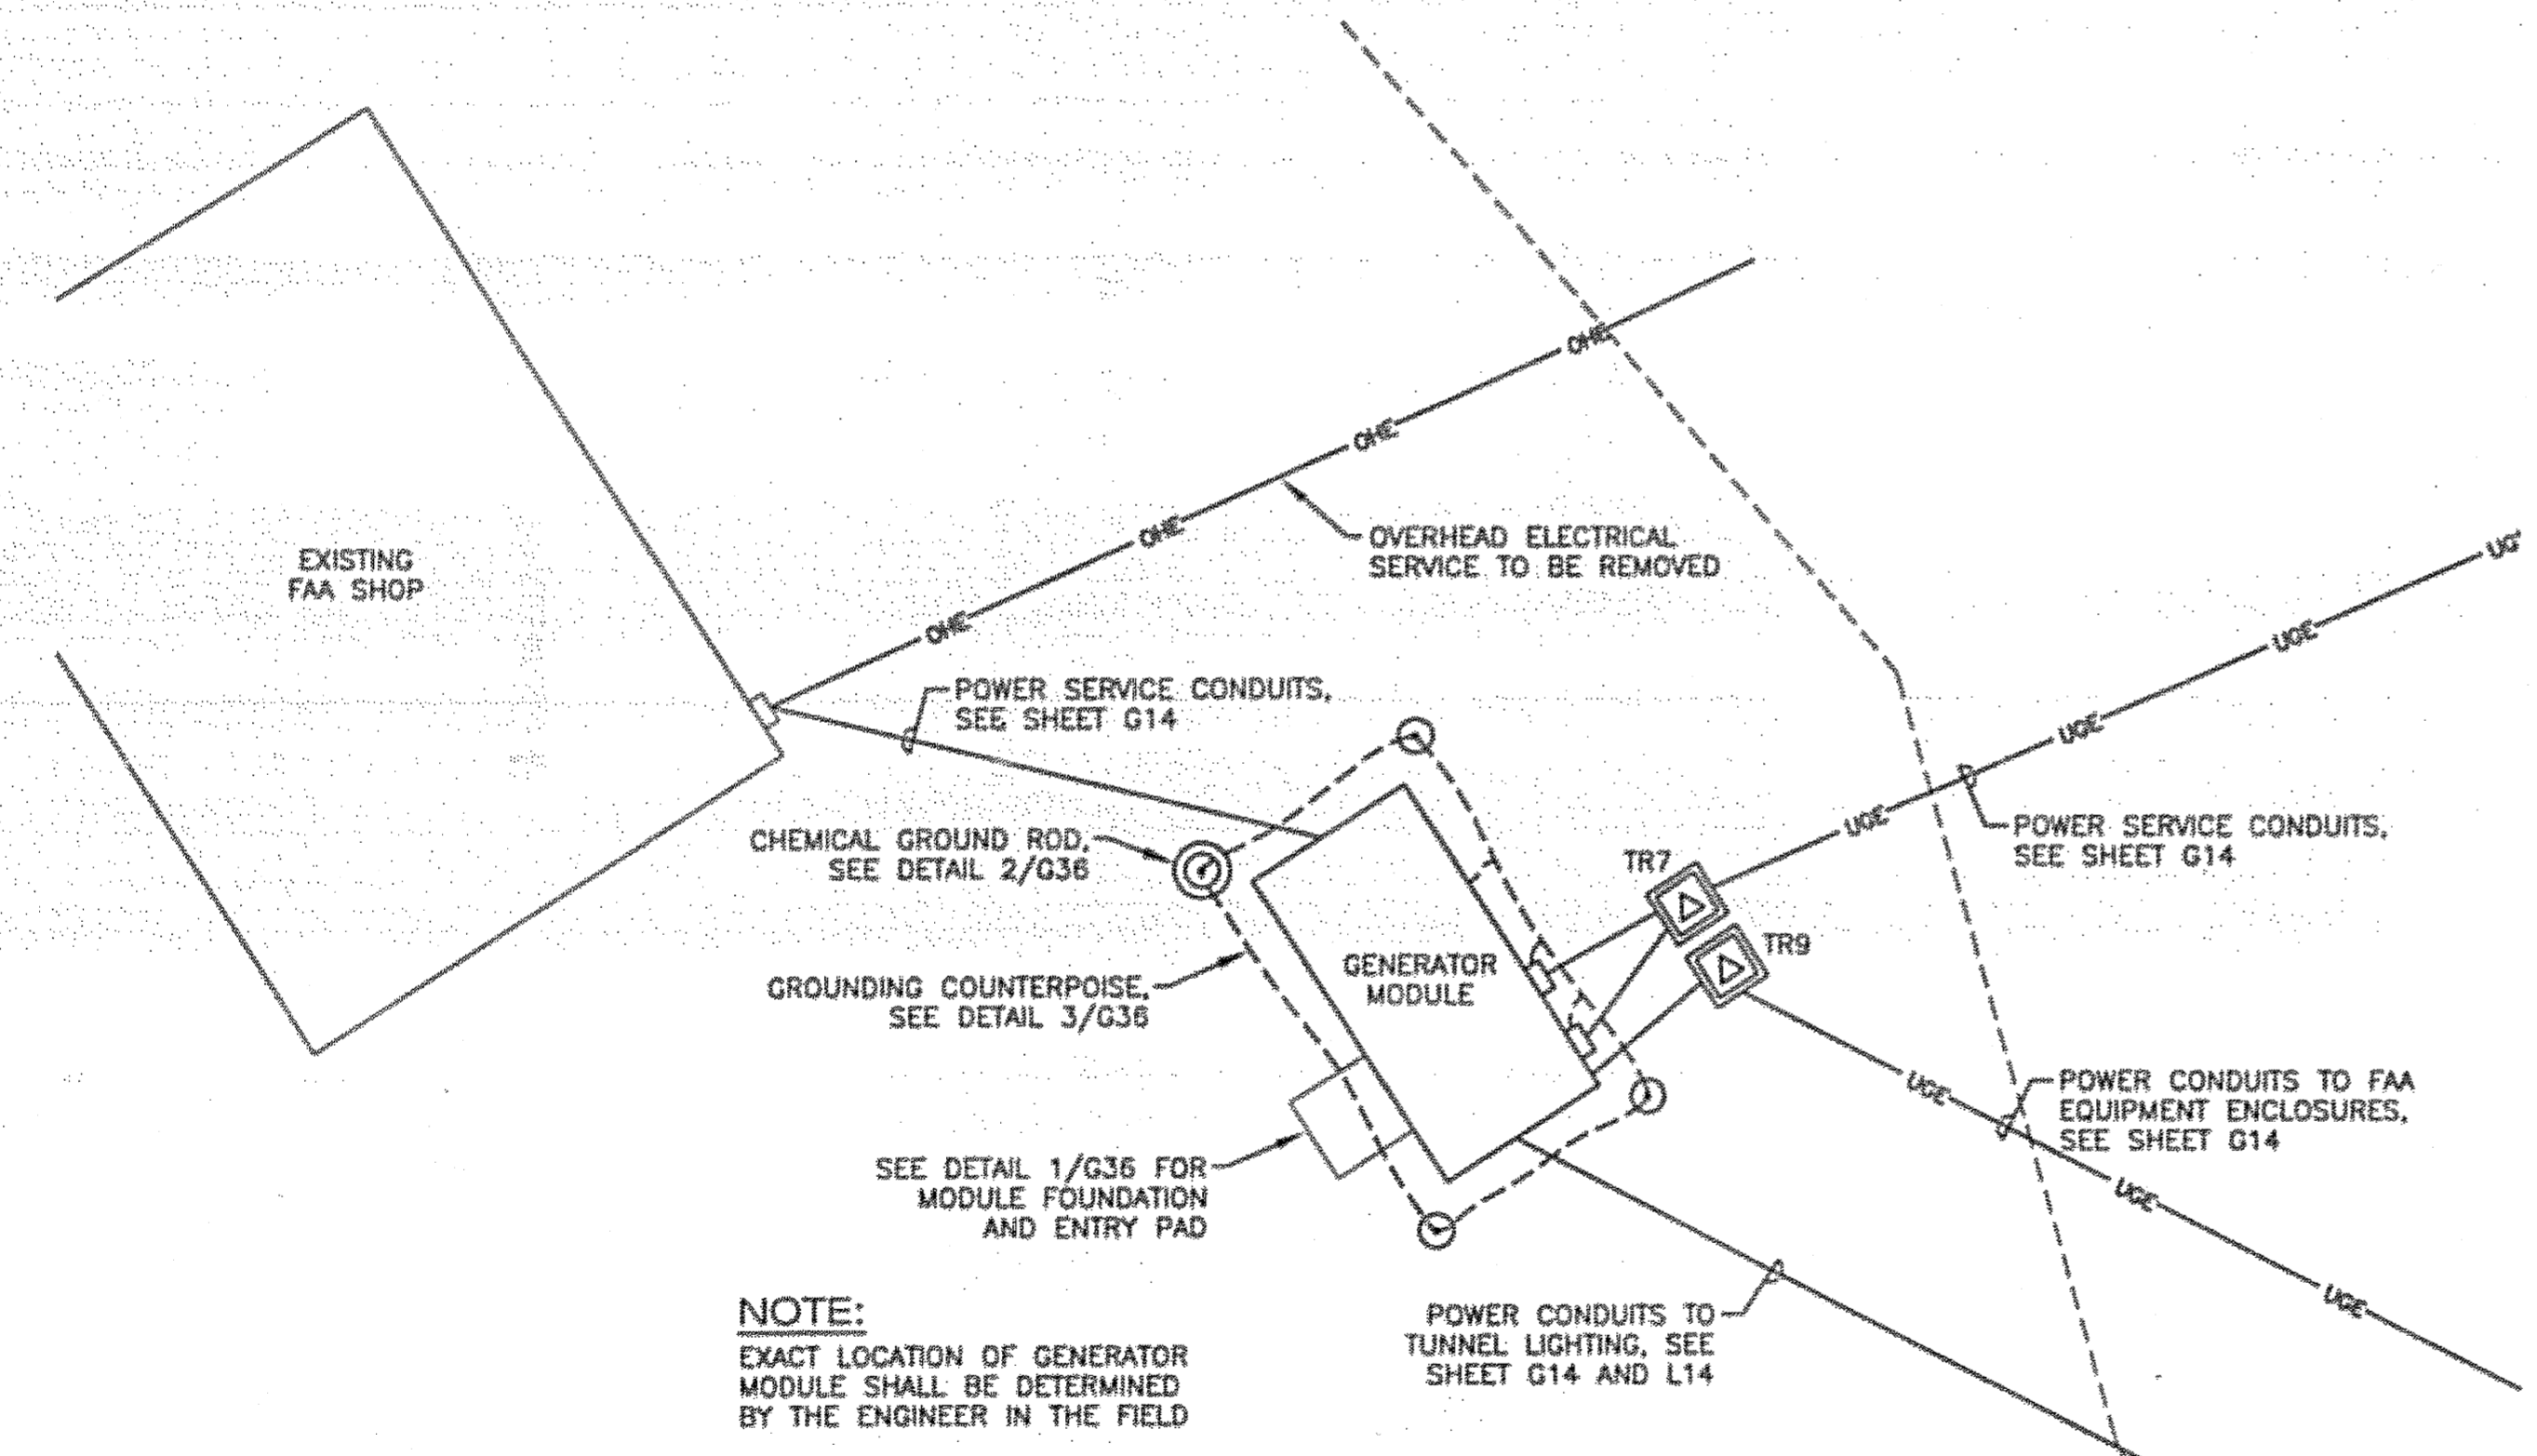 OHE
OHE
OHE
OHE
OVERHEAD ELECTRICAL
SERVICE TO BE REMOVED
EXISTING
FAA SHOP
UG
UGE
UGE
UGE
POWER SERVICE CONDUITS,
SEE SHEET G14
POWER SERVICE CONDUITS,
SEE SHEET G14
CHEMICAL GROUND ROD,
SEE DETAIL 2/G36
TR7
TR9
GENERATOR
MODULE
GROUNDING COUNTERPOISE,
SEE DETAIL 3/G36
POWER CONDUITS TO FAA
EQUIPMENT ENCLOSURES,
SEE SHEET G14
UGE
UGE
UGE
SEE DETAIL 1/G36 FOR
MODULE FOUNDATION
AND ENTRY PAD
POWER CONDUITS TO
TUNNEL LIGHTING, SEE
SHEET G14 AND L14
NOTE:
EXACT LOCATION OF GENERATOR
MODULE SHALL BE DETERMINED
BY THE ENGINEER IN THE FIELD